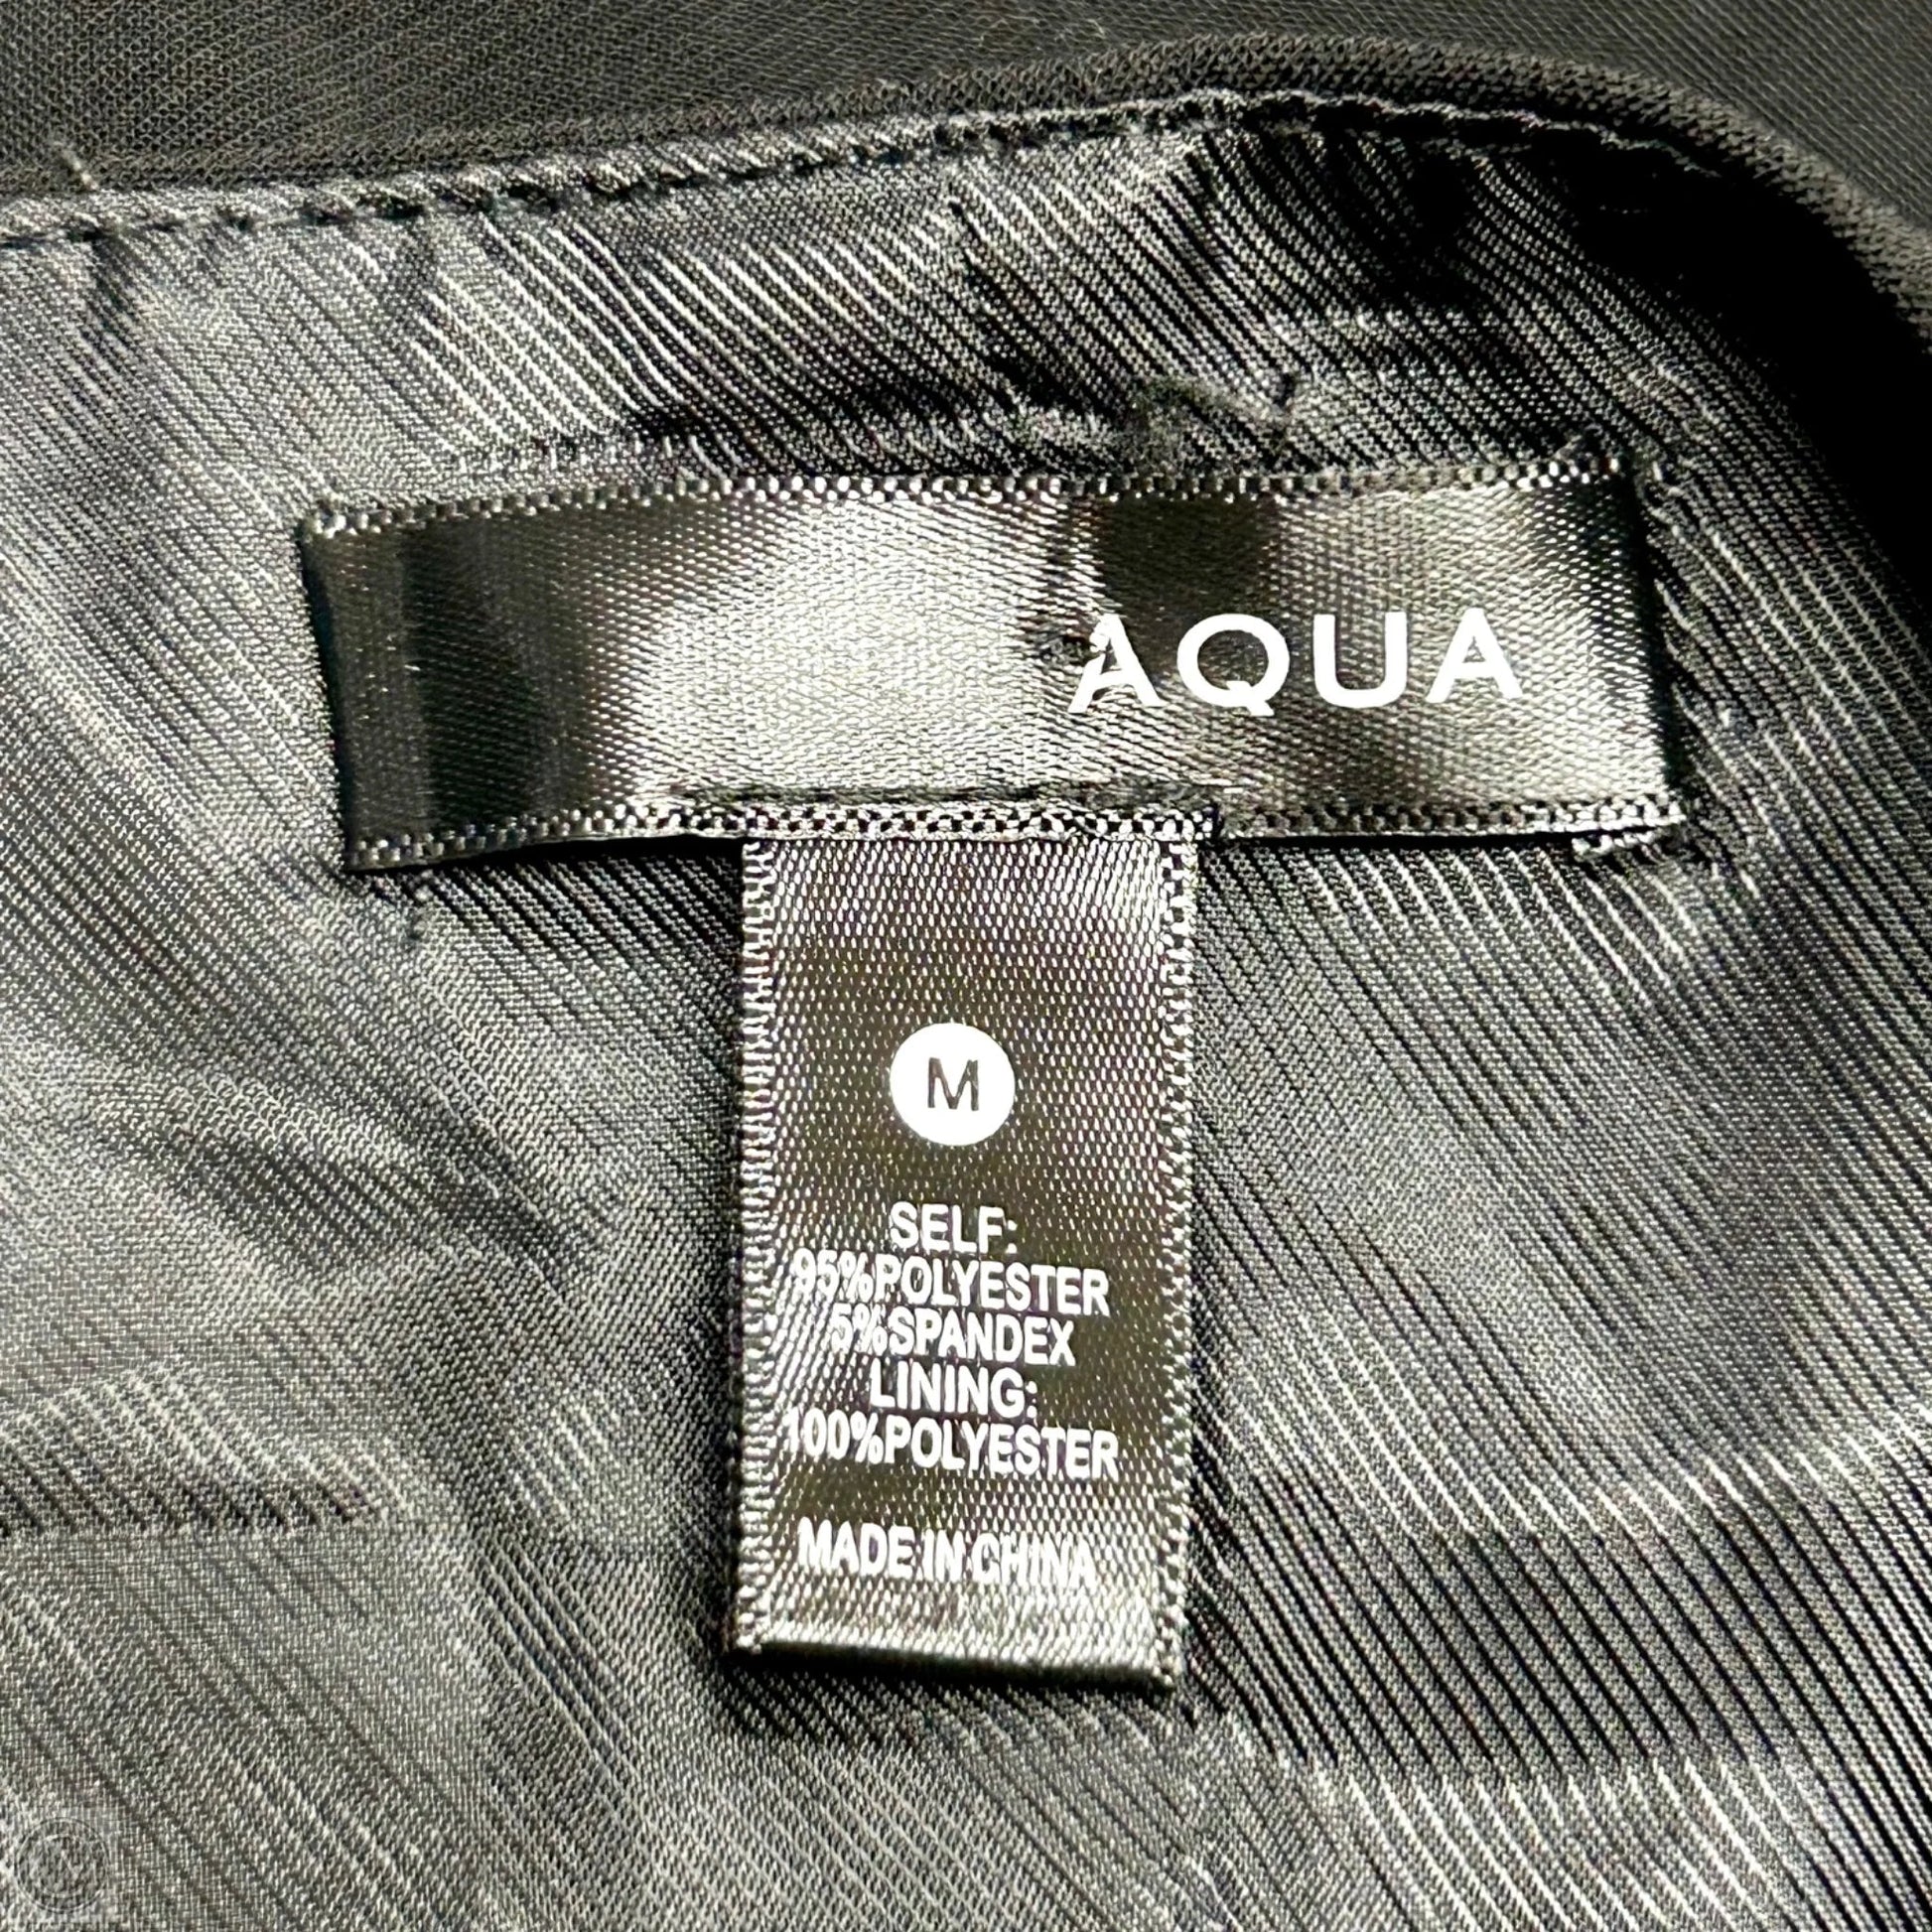 AQUA
M
SELF:
95%POLYESTER
5%SPANDEX
LINING:
100%POLYESTER
MADE IN CHINA